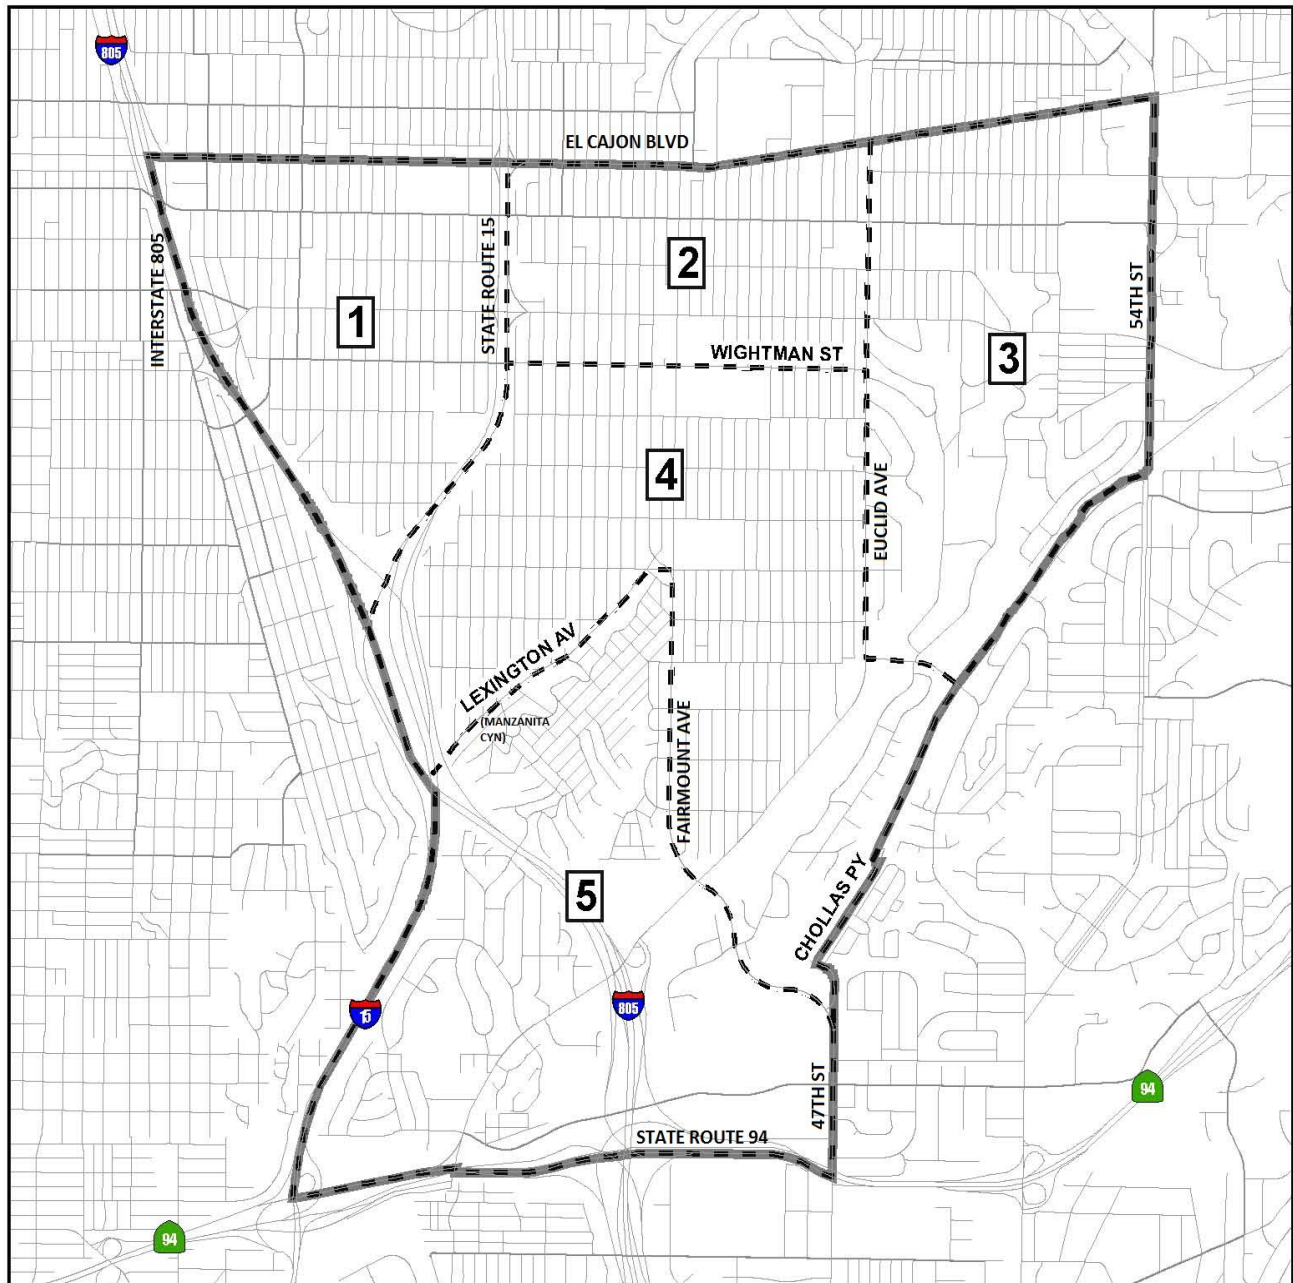 805
EL CAJON BLVD
INTERSTATE 805
STATE ROUTE 15
2
54TH ST
1
WIGHTMAN ST
3
4
EUCLID AVE
LEXINGTON AV
(MANZANITA
CYN)
FAIRMOUNT AVE
5
CHOLLAS PY
15
805
47TH ST
94
STATE ROUTE 94
94